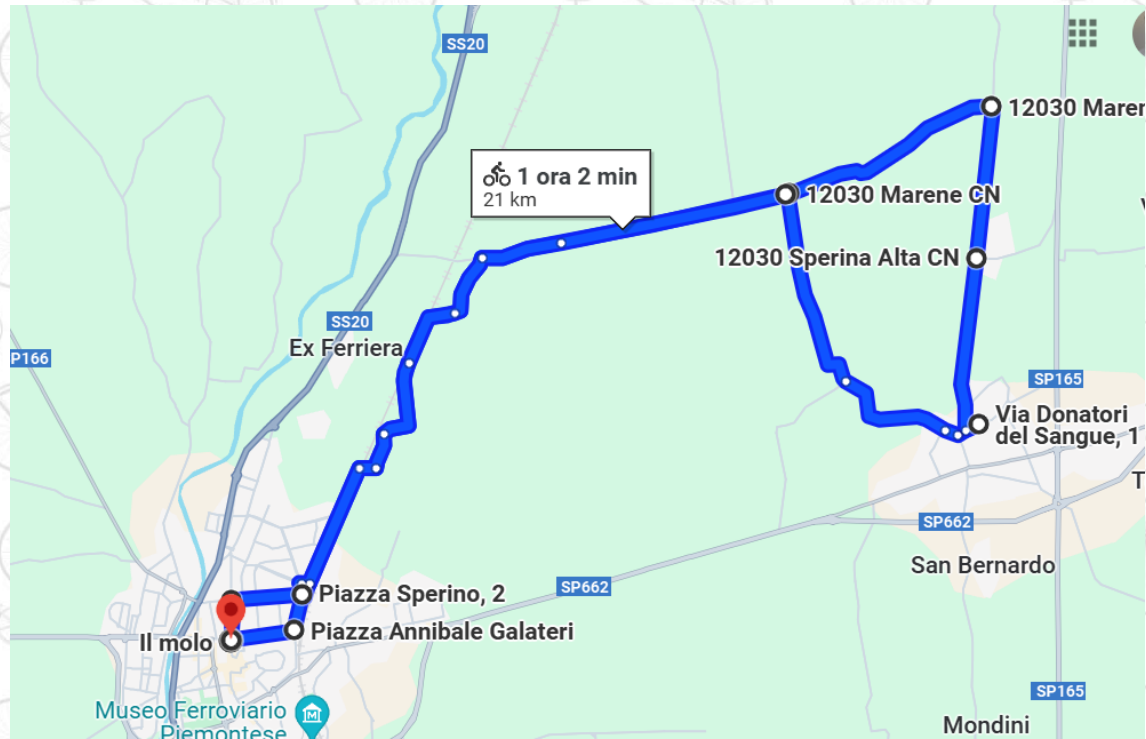 SS20
12030 Maren
1 ora 2 min
21 km
12030 Marene CN
12030 Sperina Alta CN
SS20
Ex Ferriera
P166
SP165
Via Donatori
del Sangue, 1
SP662
San Bernardo
SP662
Piazza Sperino, 2
Piazza Annibale Galateri
Il molo
SP165
Museo Ferroviario
Piemontese
M
Mondini